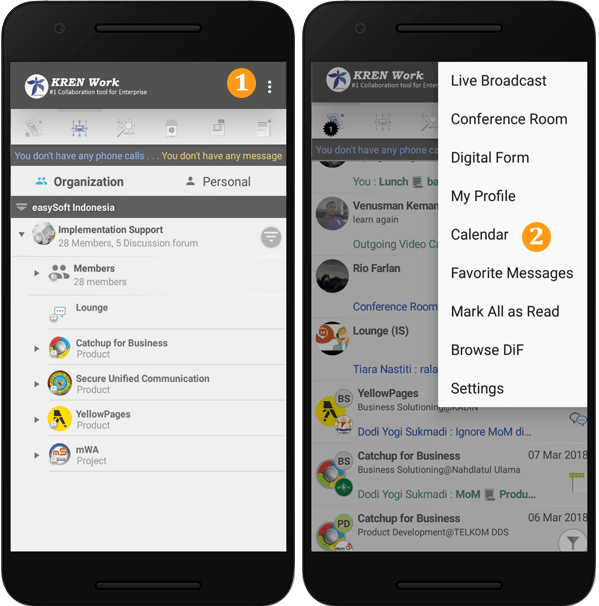 KREN Work
#1 Collaboration tool for Enterprise
1
You don't have any phone calls . . . You don't have any message
Organization
Personal
easySoft Indonesia
Implementation Support
28 Members, 5 Discussion forum
Members
28 members
Lounge
Catchup for Business
Product
Secure Unified Communication
Product
YellowPages
Product
mWA
Project
KREN Work
#1 Collaboration tool for Enterp
1
You don't have any phone ca
You : Lunch ba
Venusman Keman
learn again
Outgoing Video Ca
Rio Farlan
Conference Room
Lounge (IS)
Tiara Nastiti : rala
BS
YellowPages
Business Solutioning@KADIN
Dodi Yogi Sukmadi : Ignore MoM di...
BS
Catchup for Business
07 Mar 2018
Business Solutioning@Nahdlatul Ulama
Dodi Yogi Sukmadi : MoM Produ...
PD
Catchup for Business
06 Mar 2018
Product Development@TELKOM DDS
Live Broadcast
Conference Room
Digital Form
My Profile
Calendar
2
Favorite Messages
Mark All as Read
Browse DiF
Settings